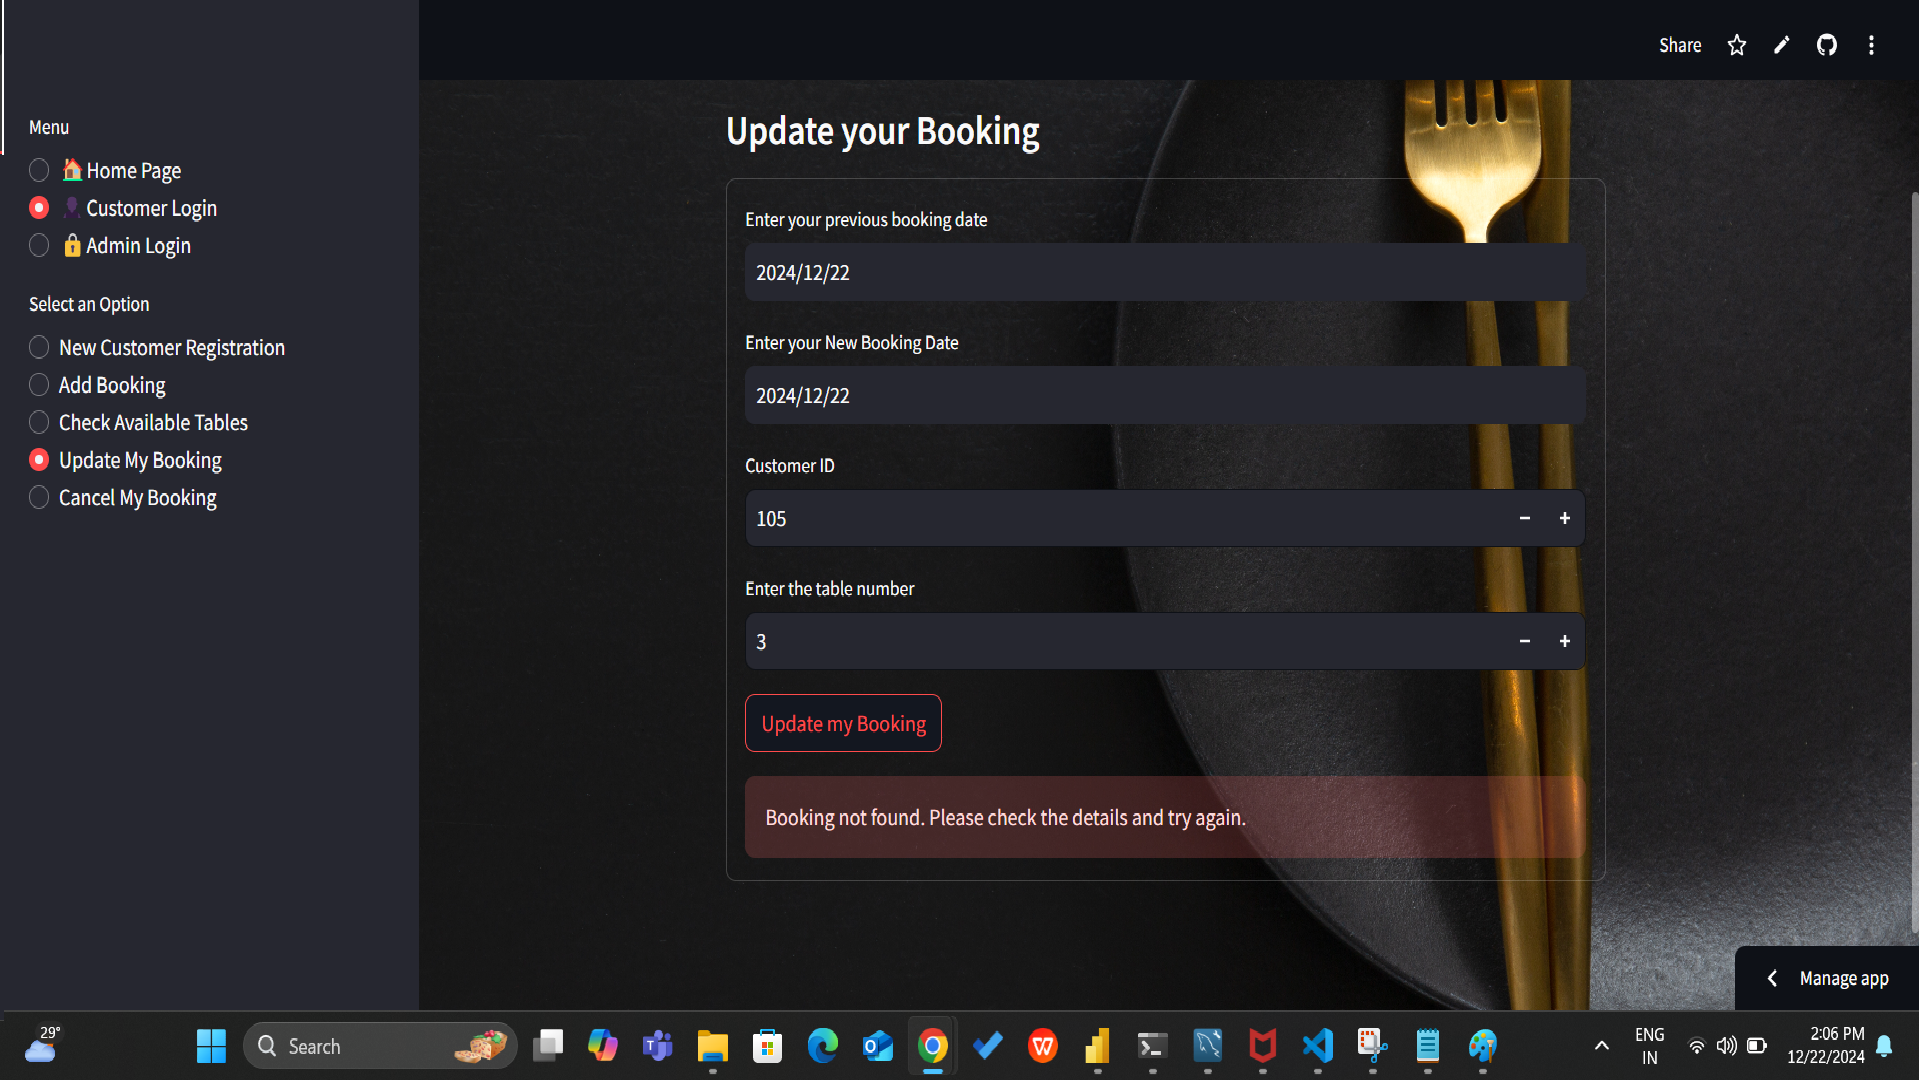 Share
Menu
Home Page
Customer Login
Admin Login
Select an Option
New Customer Registration
Add Booking
Check Available Tables
Update My Booking
Cancel My Booking
Update your Booking
Enter your previous booking date
2024/12/22
Enter your New Booking Date
2024/12/22
Customer ID
105
Enter the table number
3
Update my Booking
Booking not found. Please check the details and try again.
Manage app
29°
Search
ENG
IN
2:06 PM
12/22/2024